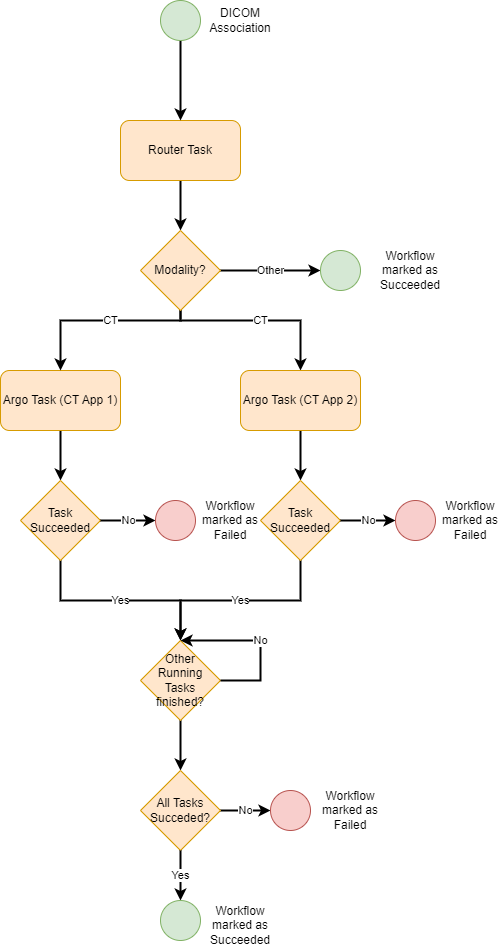 DICOM
Association
Router Task
Modality?
Other
Workflow
marked as
Succeeded
CT
CT
Argo Task (CT App 1)
Argo Task (CT App 2)
Task
Succeeded
No
Workflow
marked as
Failed
Task
Succeeded
No
Workflow
marked as
Failed
Yes
Yes
No
Other
Running
Tasks
finished?
All Tasks
Succeded?
No
Workflow
marked as
Failed
Yes
Workflow
marked as
Succeeded